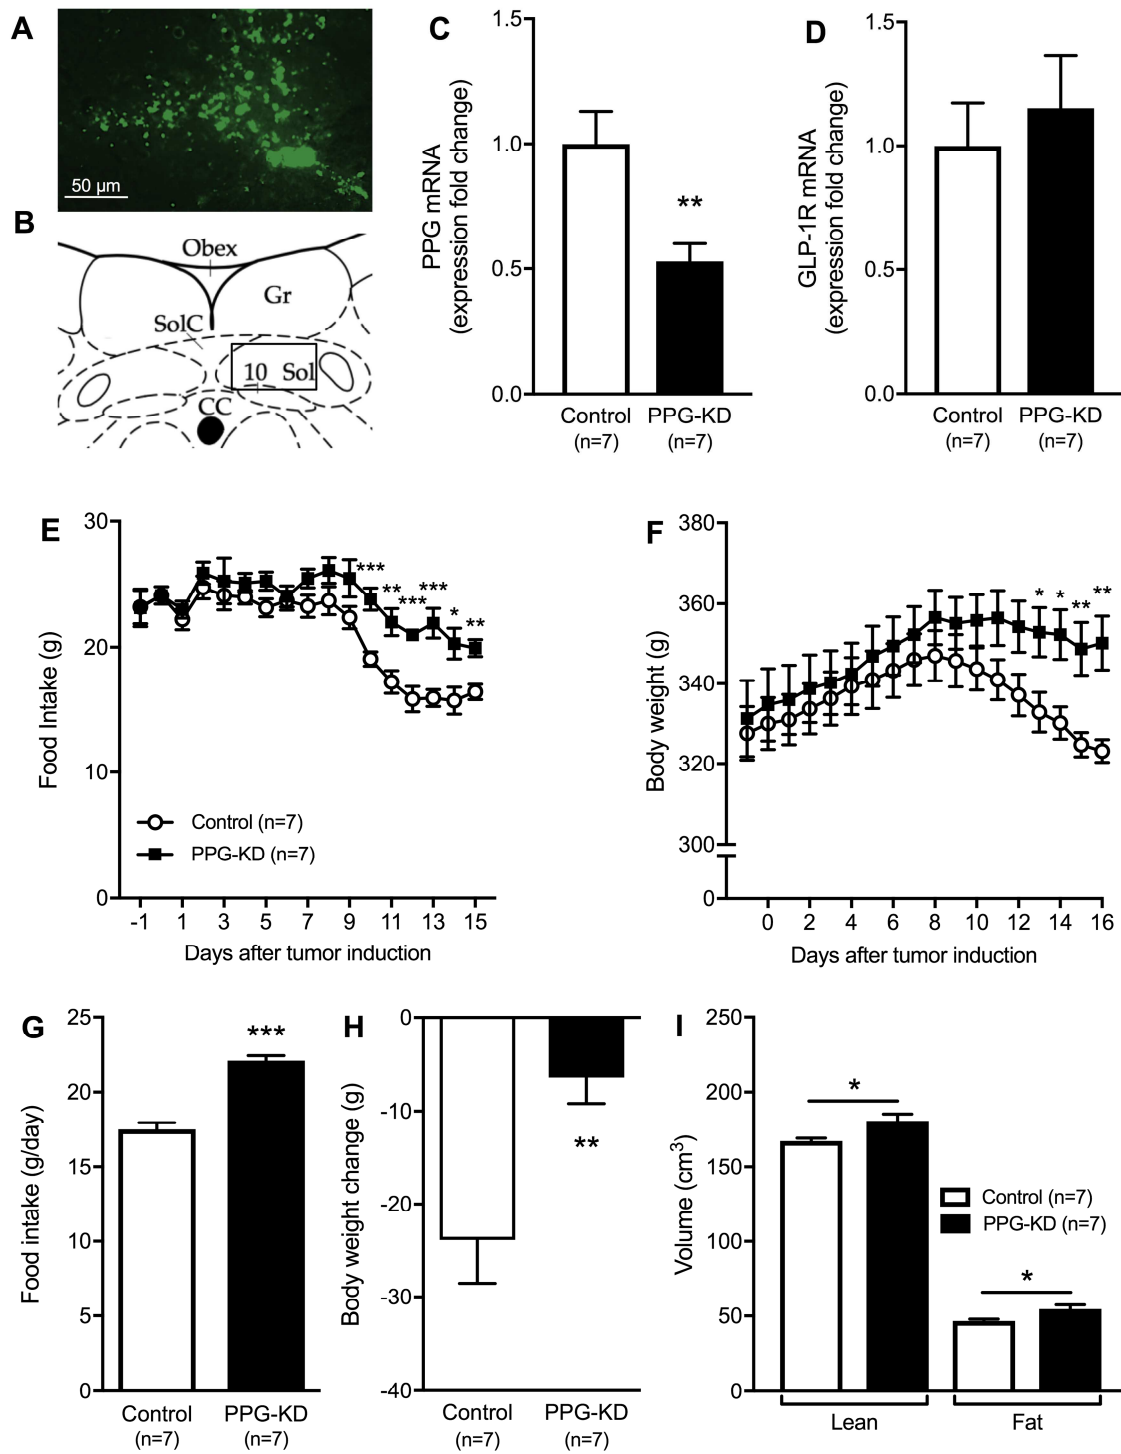 A
50 µm
B
Obex
Gr
SolC
10 Sol
CC
C
PPG mRNA
(expression fold change)
1.5
1.0
0.5
0.0
**
Control
(n=7)
PPG-KD
(n=7)
D
GLP-1R mRNA
(expression fold change)
1.5
1.0
0.5
0.0
Control
(n=7)
PPG-KD
(n=7)
E
Food Intake (g)
30
20
10
0
***
**
***
***
*
**
Control (n=7)
PPG-KD (n=7)
-1 1 3 5 7 9 11 13 15
Days after tumor induction
F
Body weight (g)
380
360
340
320
300
0
*
*
**
**
0 2 4 6 8 10 12 14 16
Days after tumor induction
G
Food intake (g/day)
25
20
15
10
5
0
***
Control
(n=7)
PPG-KD
(n=7)
H
Body weight change (g)
0
-10
-20
-30
-40
**
Control
(n=7)
PPG-KD
(n=7)
I
Volume (cm3)
250
200
150
100
50
0
*
*
Control (n=7)
PPG-KD (n=7)
Lean
Fat